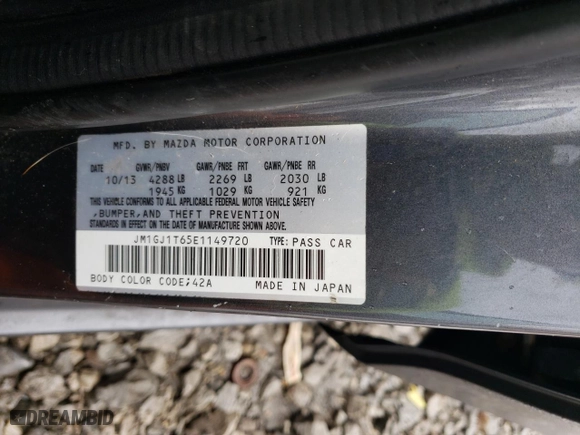 MFD. BY MAZDA MOTOR CORPORATION
DATE GVWR/PNBV GAWR/PNBE FRT GAWR/PNBE RR
10/13 4288 LB 2269 LB 2030 LB
1945 KG 1029 KG 921 KG
THIS VEHICLE CONFORMS TO ALL APPLICABLE FEDERAL MOTOR VEHICLE SAFETY
,BUMPER,AND THEFT PREVENTION
STANDARDS IN EFFECT ON THE DATE OF MANUFACTURE SHOWN ABOVE.
JM1GJ1T65E1149720 TYPE: PASS CAR
BODY COLOR CODE:42A MADE IN JAPAN
DREAMBID